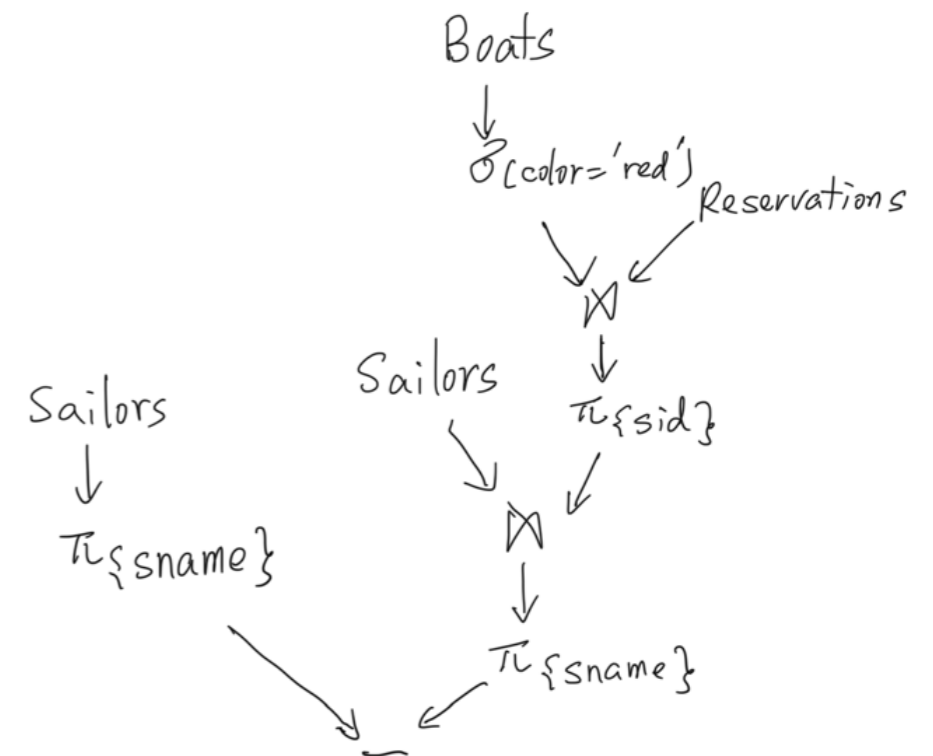 Boats
σ(color='red')
Reservations
⋈
Sailors
π{sid}
Sailors
⋈
π{sname}
π{sname}
−